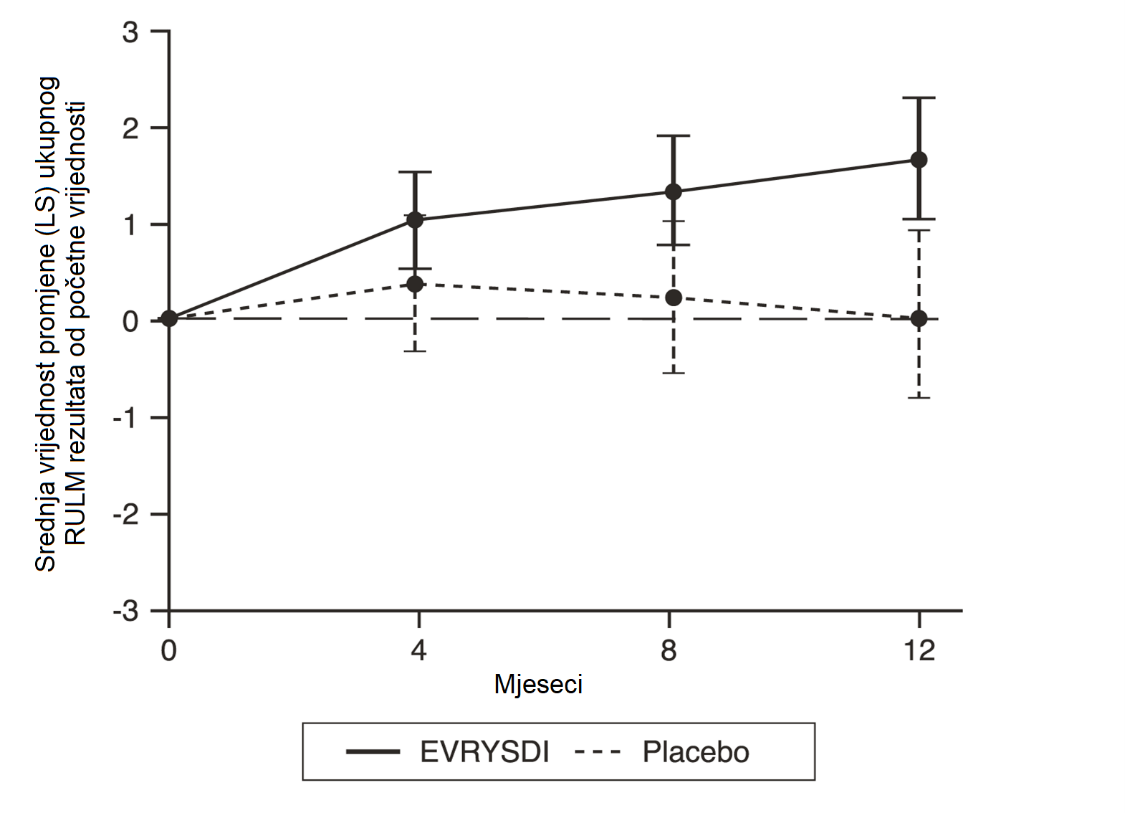 Srednja vrijednost promjene (LS) ukupnog
RULM rezultata od početne vrijednosti
3
2
1
0
-1
-2
-3
0 4 8 12
Mjeseci
EVRYSDI Placebo